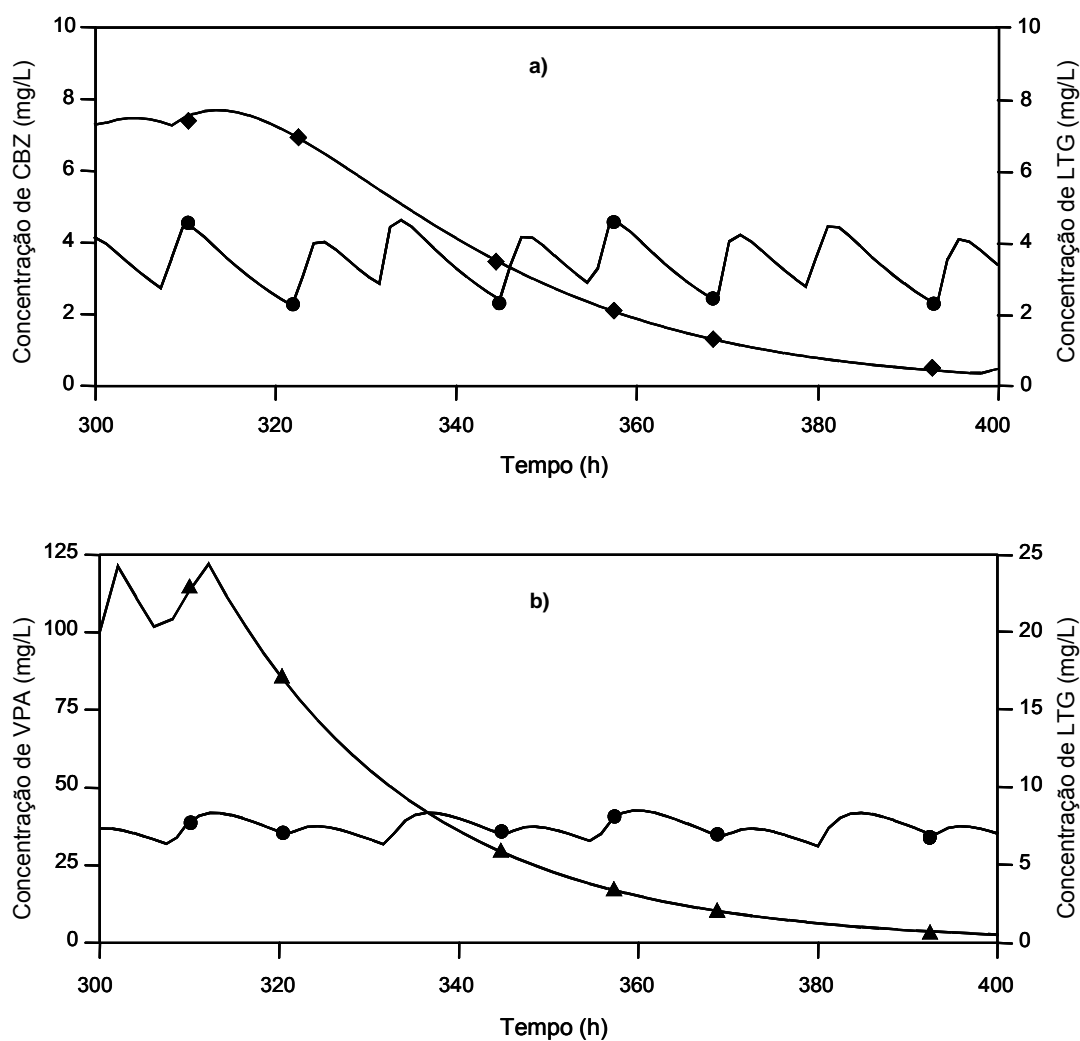 a)
Concentração de CBZ (mg/L)
10
8
6
4
2
0
Concentração de LTG (mg/L)
10
8
6
4
2
0
300 320 340 360 380 400
Tempo (h)
b)
Concentração de VPA (mg/L)
125
100
75
50
25
0
Concentração de LTG (mg/L)
25
20
15
10
5
0
300 320 340 360 380 400
Tempo (h)